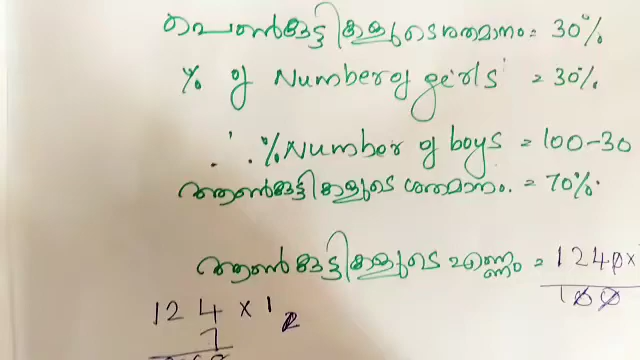 പെൺകുട്ടികളുടെ ശതമാനം = 30%
% of Number of girls = 30%
∴ % Number of boys = 100-30
ആൺകുട്ടികളുടെ ശതമാനം. = 70%.
ആൺകുട്ടികളുടെ എണ്ണം = 1240 ×
100
124 × 1
7